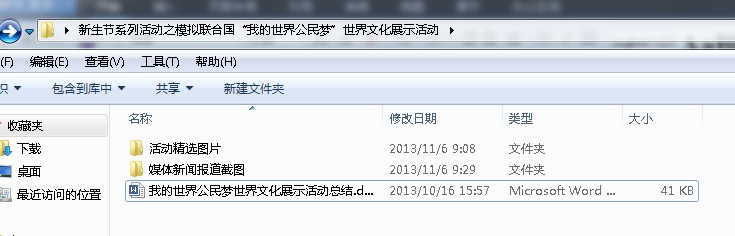 新生节系列活动之模拟联合国“我的世界公民梦”世界文化展示活动
(F) 编辑(E) 查看(V) 工具(T) 帮助(H)
包含到库中 共享 新建文件夹
收藏夹 名称 修改日期 类型 大小
下载 活动精选图片 2013/11/6 9:08 文件夹
桌面 媒体新闻报道截图 2013/11/6 9:29 文件夹
最近访问的位置 我的世界公民梦世界文化展示活动总结.d... 2013/10/16 15:57 Microsoft Word ... 41 KB